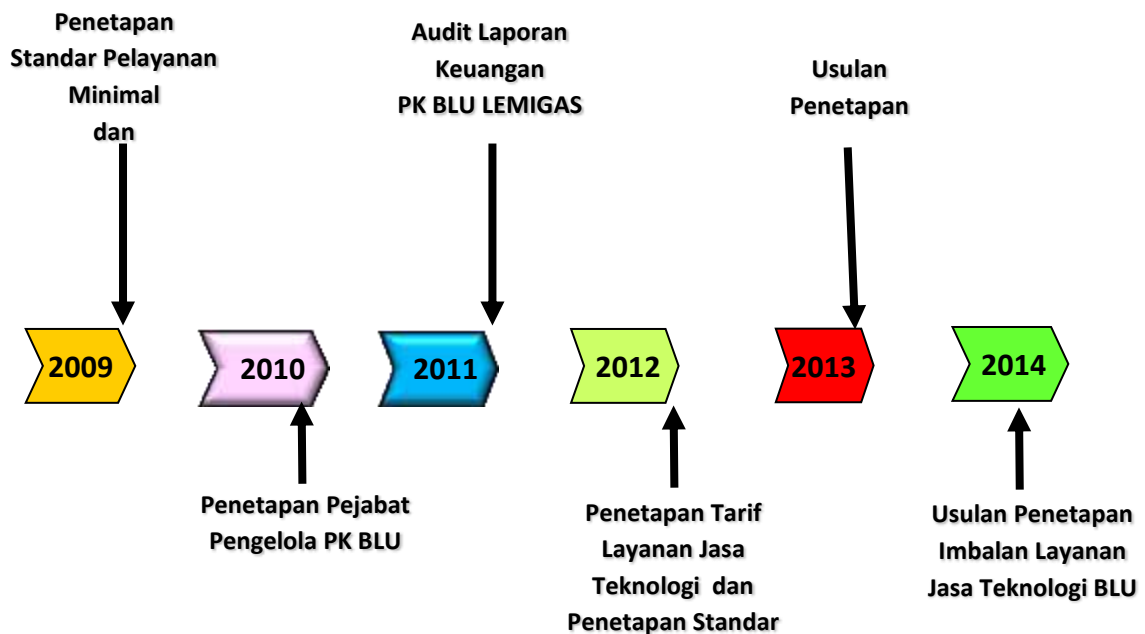 Penetapan
Standar Pelayanan
Minimal
dan
Audit Laporan
Keuangan
PK BLU LEMIGAS
Usulan
Penetapan
2009
2010
2011
2012
2013
2014
Penetapan Pejabat
Pengelola PK BLU
Penetapan Tarif
Layanan Jasa
Teknologi dan
Penetapan Standar
Usulan Penetapan
Imbalan Layanan
Jasa Teknologi BLU